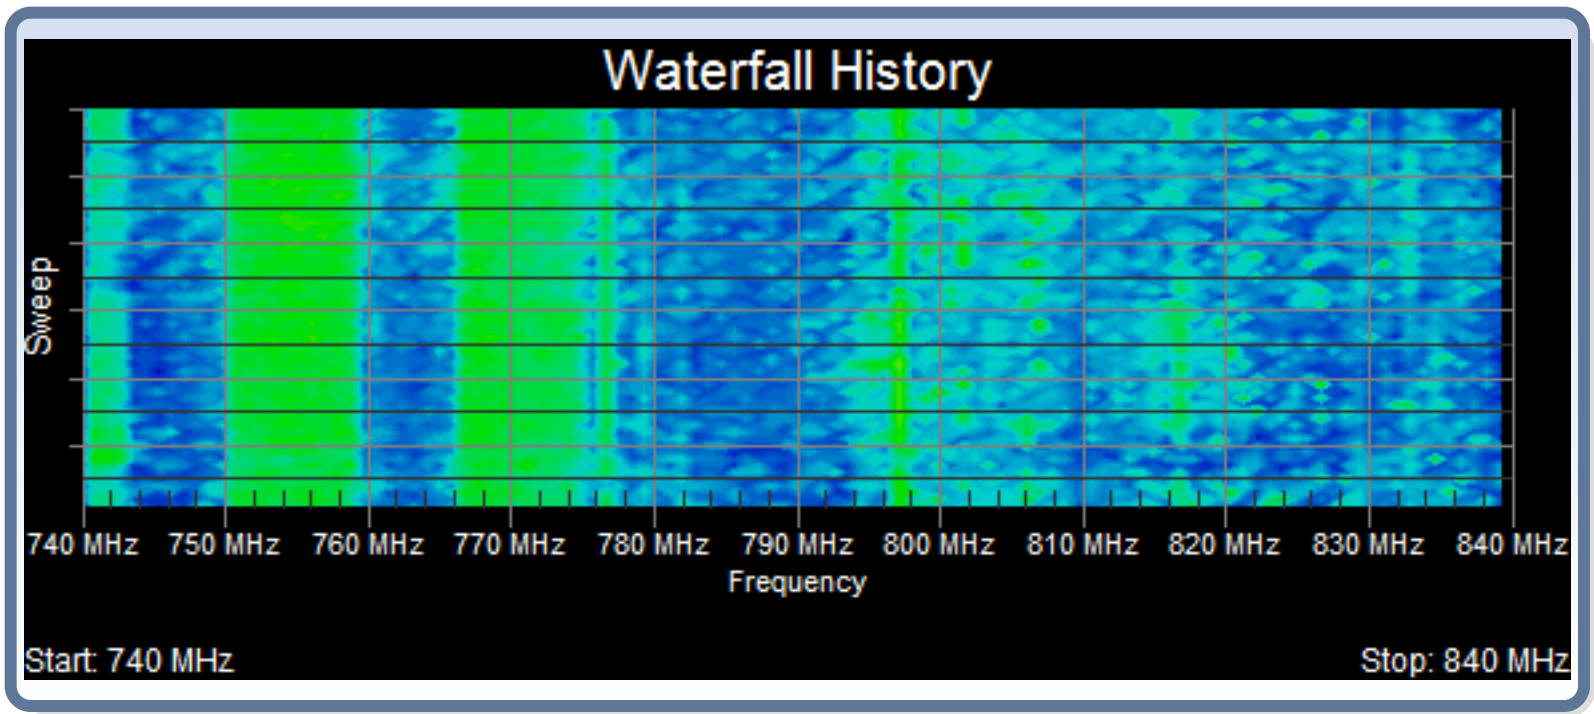 Waterfall History
Sweep
740 MHz 750 MHz 760 MHz 770 MHz 780 MHz 790 MHz 800 MHz 810 MHz 820 MHz 830 MHz 840 MHz
Frequency
Start: 740 MHz Stop: 840 MHz